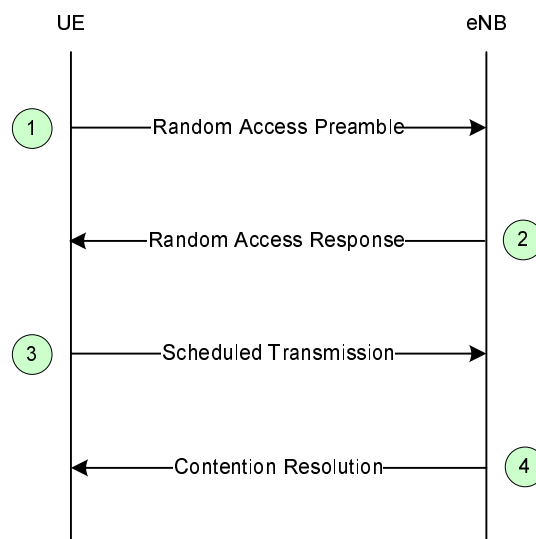 UE eNB
1 Random Access Preamble
Random Access Response 2
3 Scheduled Transmission
Contention Resolution 4